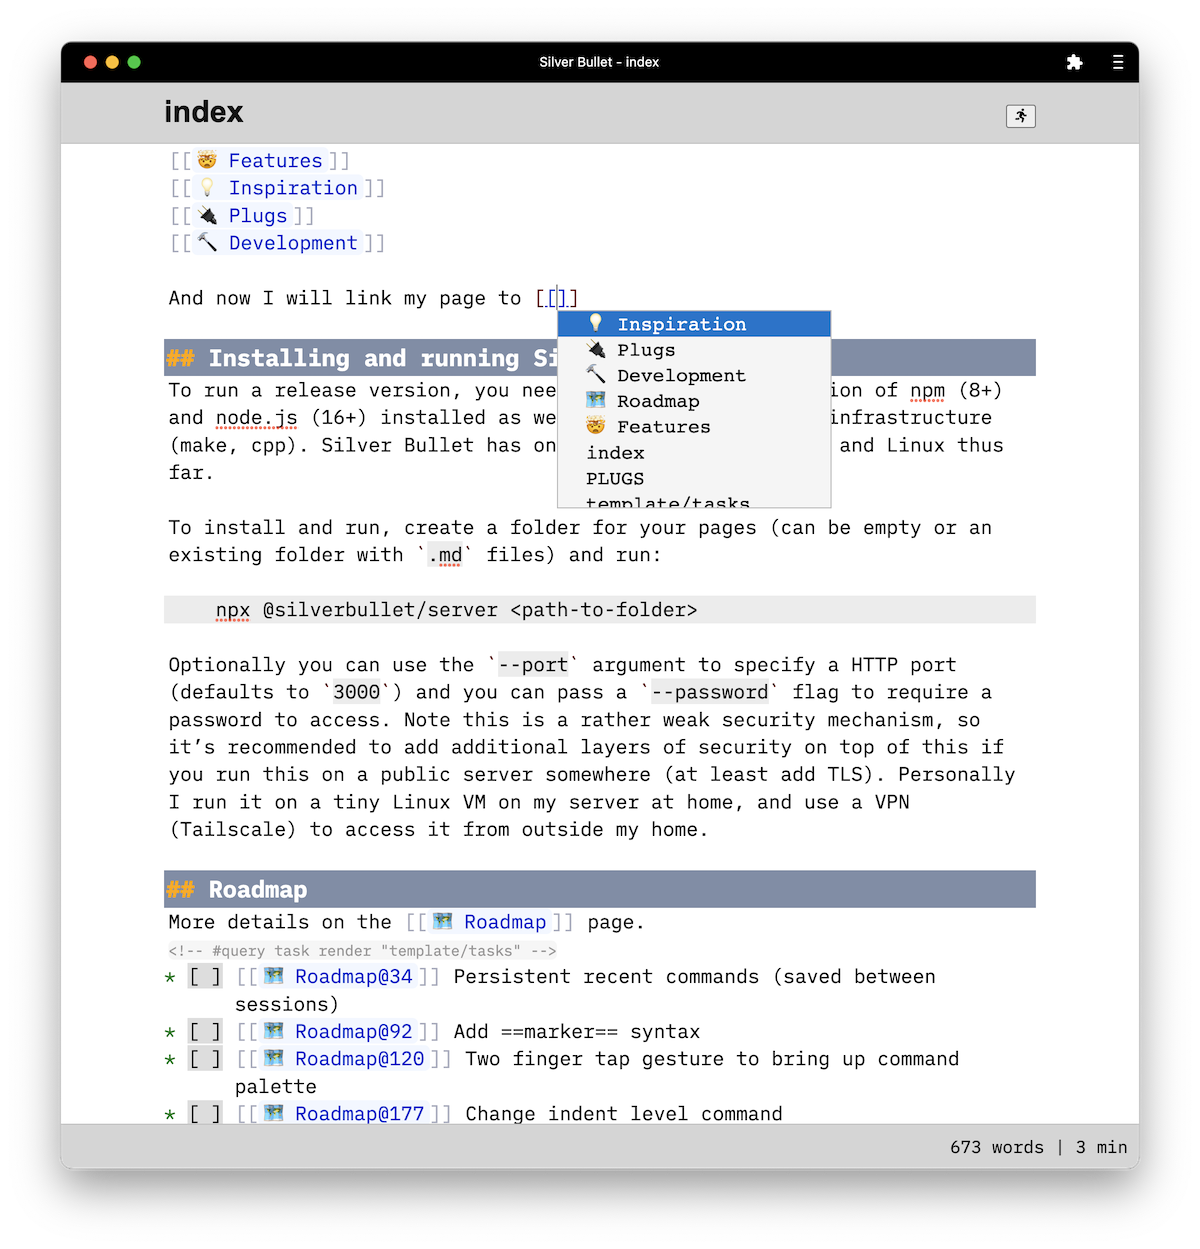 Silver Bullet - index
index
[[🤯 Features]]
[[💡 Inspiration]]
[[🔌 Plugs]]
[[🔨 Development]]
And now I will link my page to [[]]
💡 Inspiration
🔌 Plugs
🔨 Development
🗺 Roadmap
🤯 Features
index
PLUGS
template/tasks
## Installing and running Si
To run a release version, you nee ion of npm (8+)
and node.js (16+) installed as we infrastructure
(make, cpp). Silver Bullet has on and Linux thus
far.
To install and run, create a folder for your pages (can be empty or an
existing folder with `.md` files) and run:
npx @silverbullet/server <path-to-folder>
Optionally you can use the `--port` argument to specify a HTTP port
(defaults to `3000`) and you can pass a `--password` flag to require a
password to access. Note this is a rather weak security mechanism, so
it’s recommended to add additional layers of security on top of this if
you run this on a public server somewhere (at least add TLS). Personally
I run it on a tiny Linux VM on my server at home, and use a VPN
(Tailscale) to access it from outside my home.
## Roadmap
More details on the [[🗺 Roadmap]] page.
<!-- #query task render "template/tasks" -->
* [ ] [[🗺 Roadmap@34]] Persistent recent commands (saved between
sessions)
* [ ] [[🗺 Roadmap@92]] Add ==marker== syntax
* [ ] [[🗺 Roadmap@120]] Two finger tap gesture to bring up command
palette
* [ ] [[🗺 Roadmap@177]] Change indent level command
673 words | 3 min